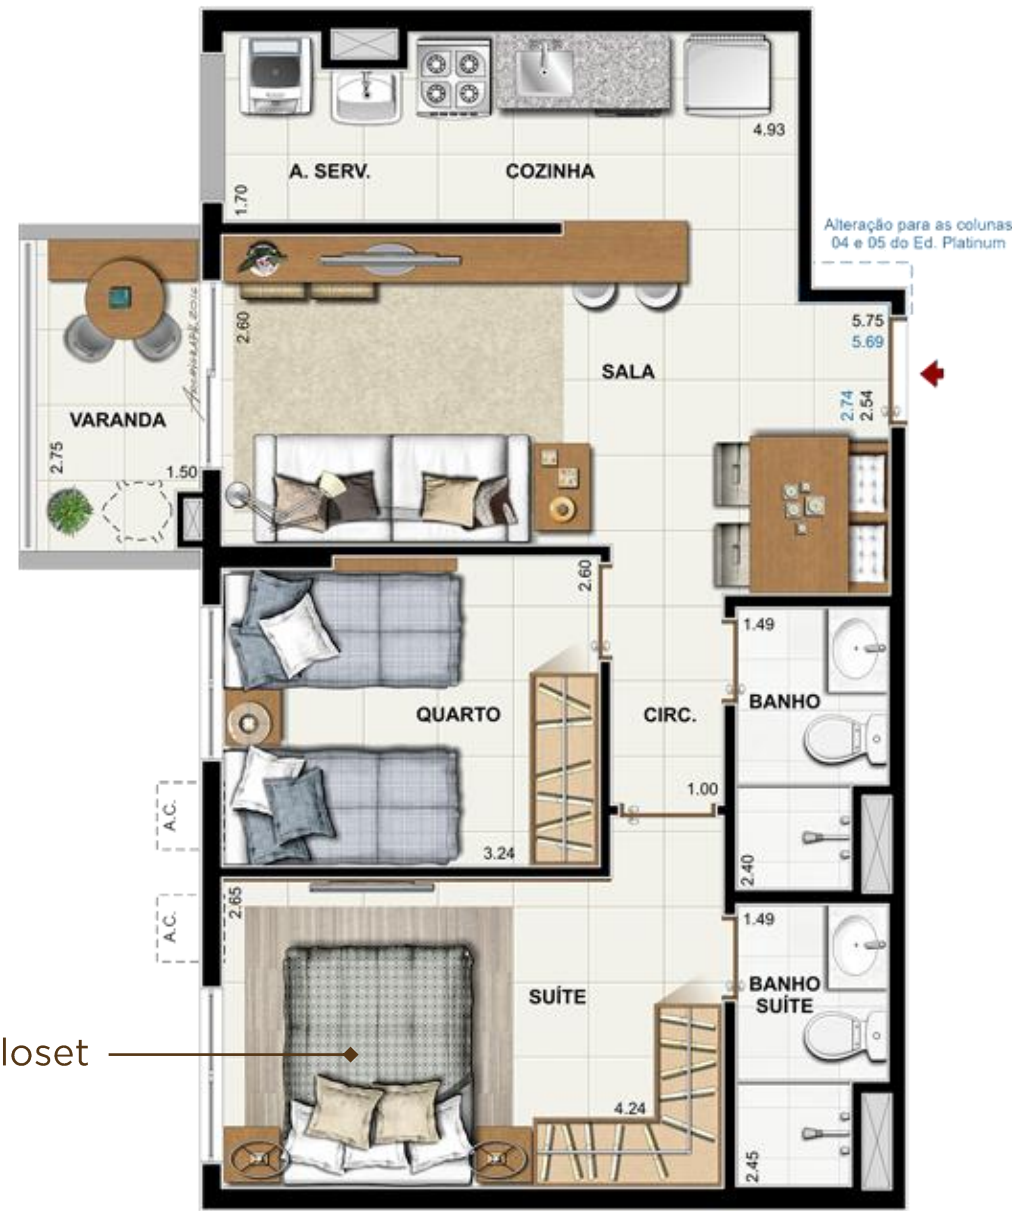 4.93
A. SERV.
COZINHA
1.70
Alteração para as colunas
04 e 05 do Ed. Platinum
5.75
5.69
2.60
SALA
2.74
2.54
VARANDA
2.75
1.50
2.60
1.49
QUARTO
CIRC.
BANHO
1.00
A.C.
3.24
2.40
2.65
A.C.
1.49
SUÍTE
BANHO
SUÍTE
loset
4.24
2.45